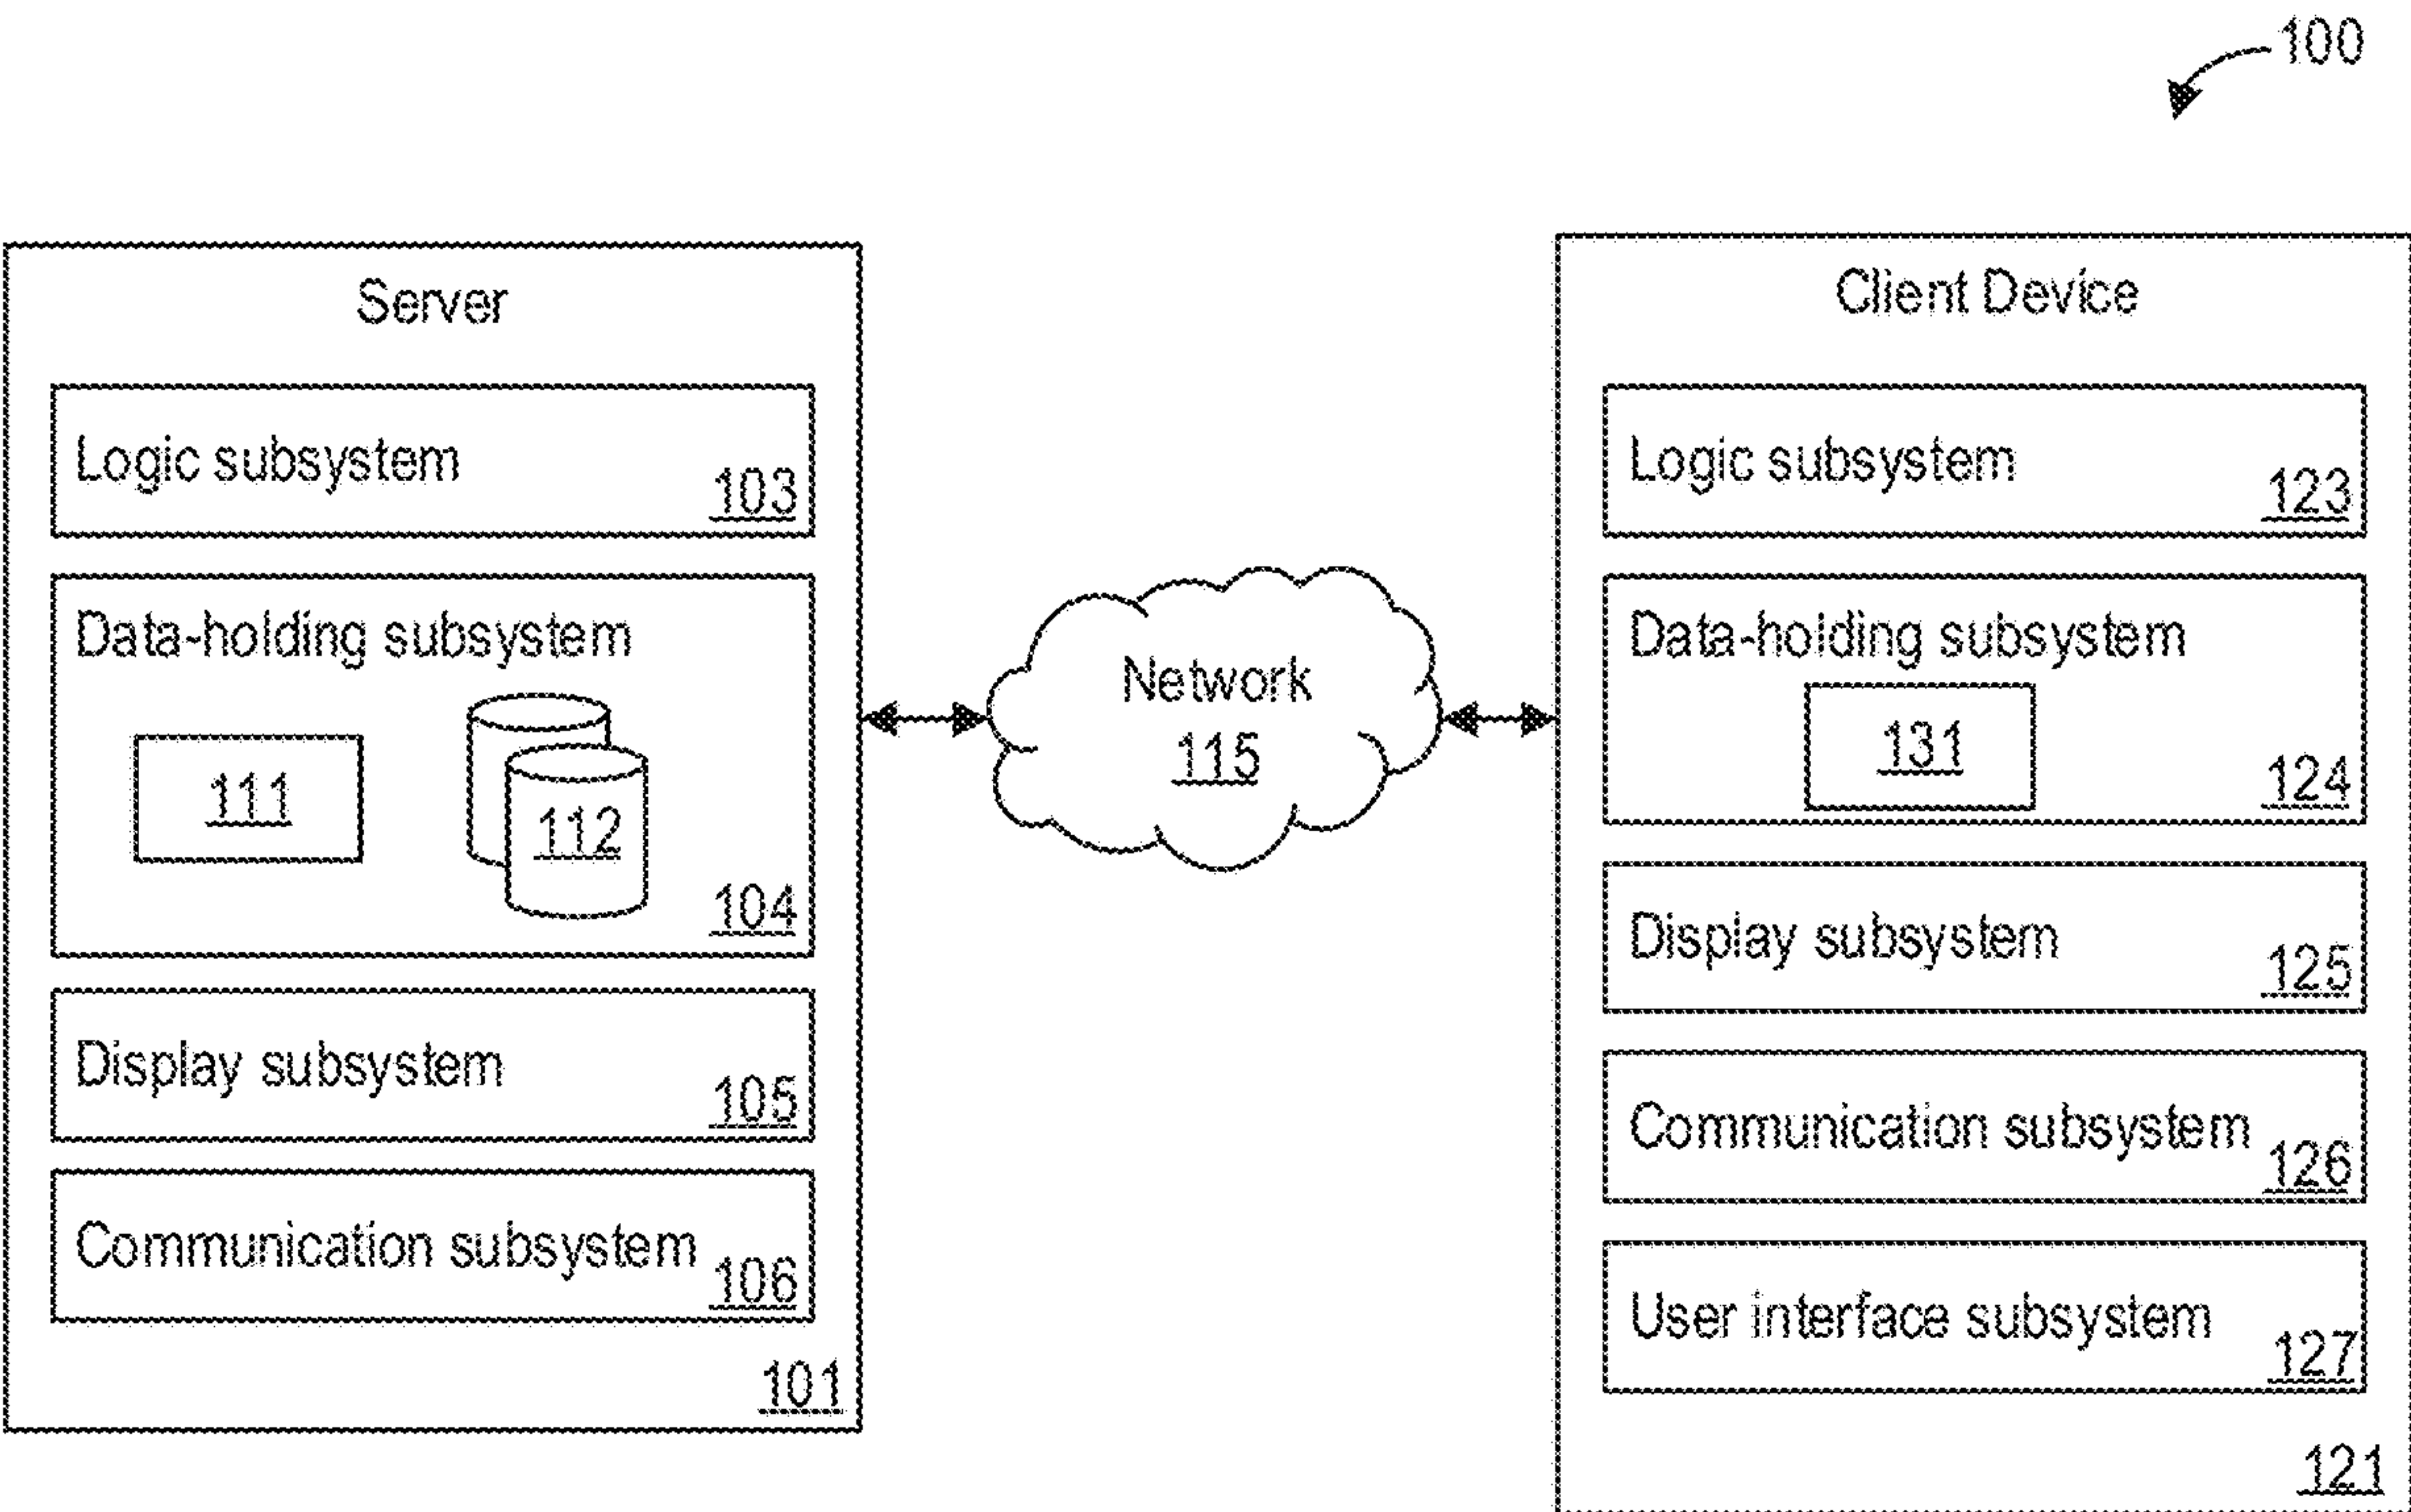 100
Server
Logic subsystem
103
Data-holding subsystem
111
112
104
Display subsystem
105
Communication subsystem
106
101
Network
115
Client Device
Logic subsystem
123
Data-holding subsystem
131
124
Display subsystem
125
Communication subsystem
126
User interface subsystem
127
121